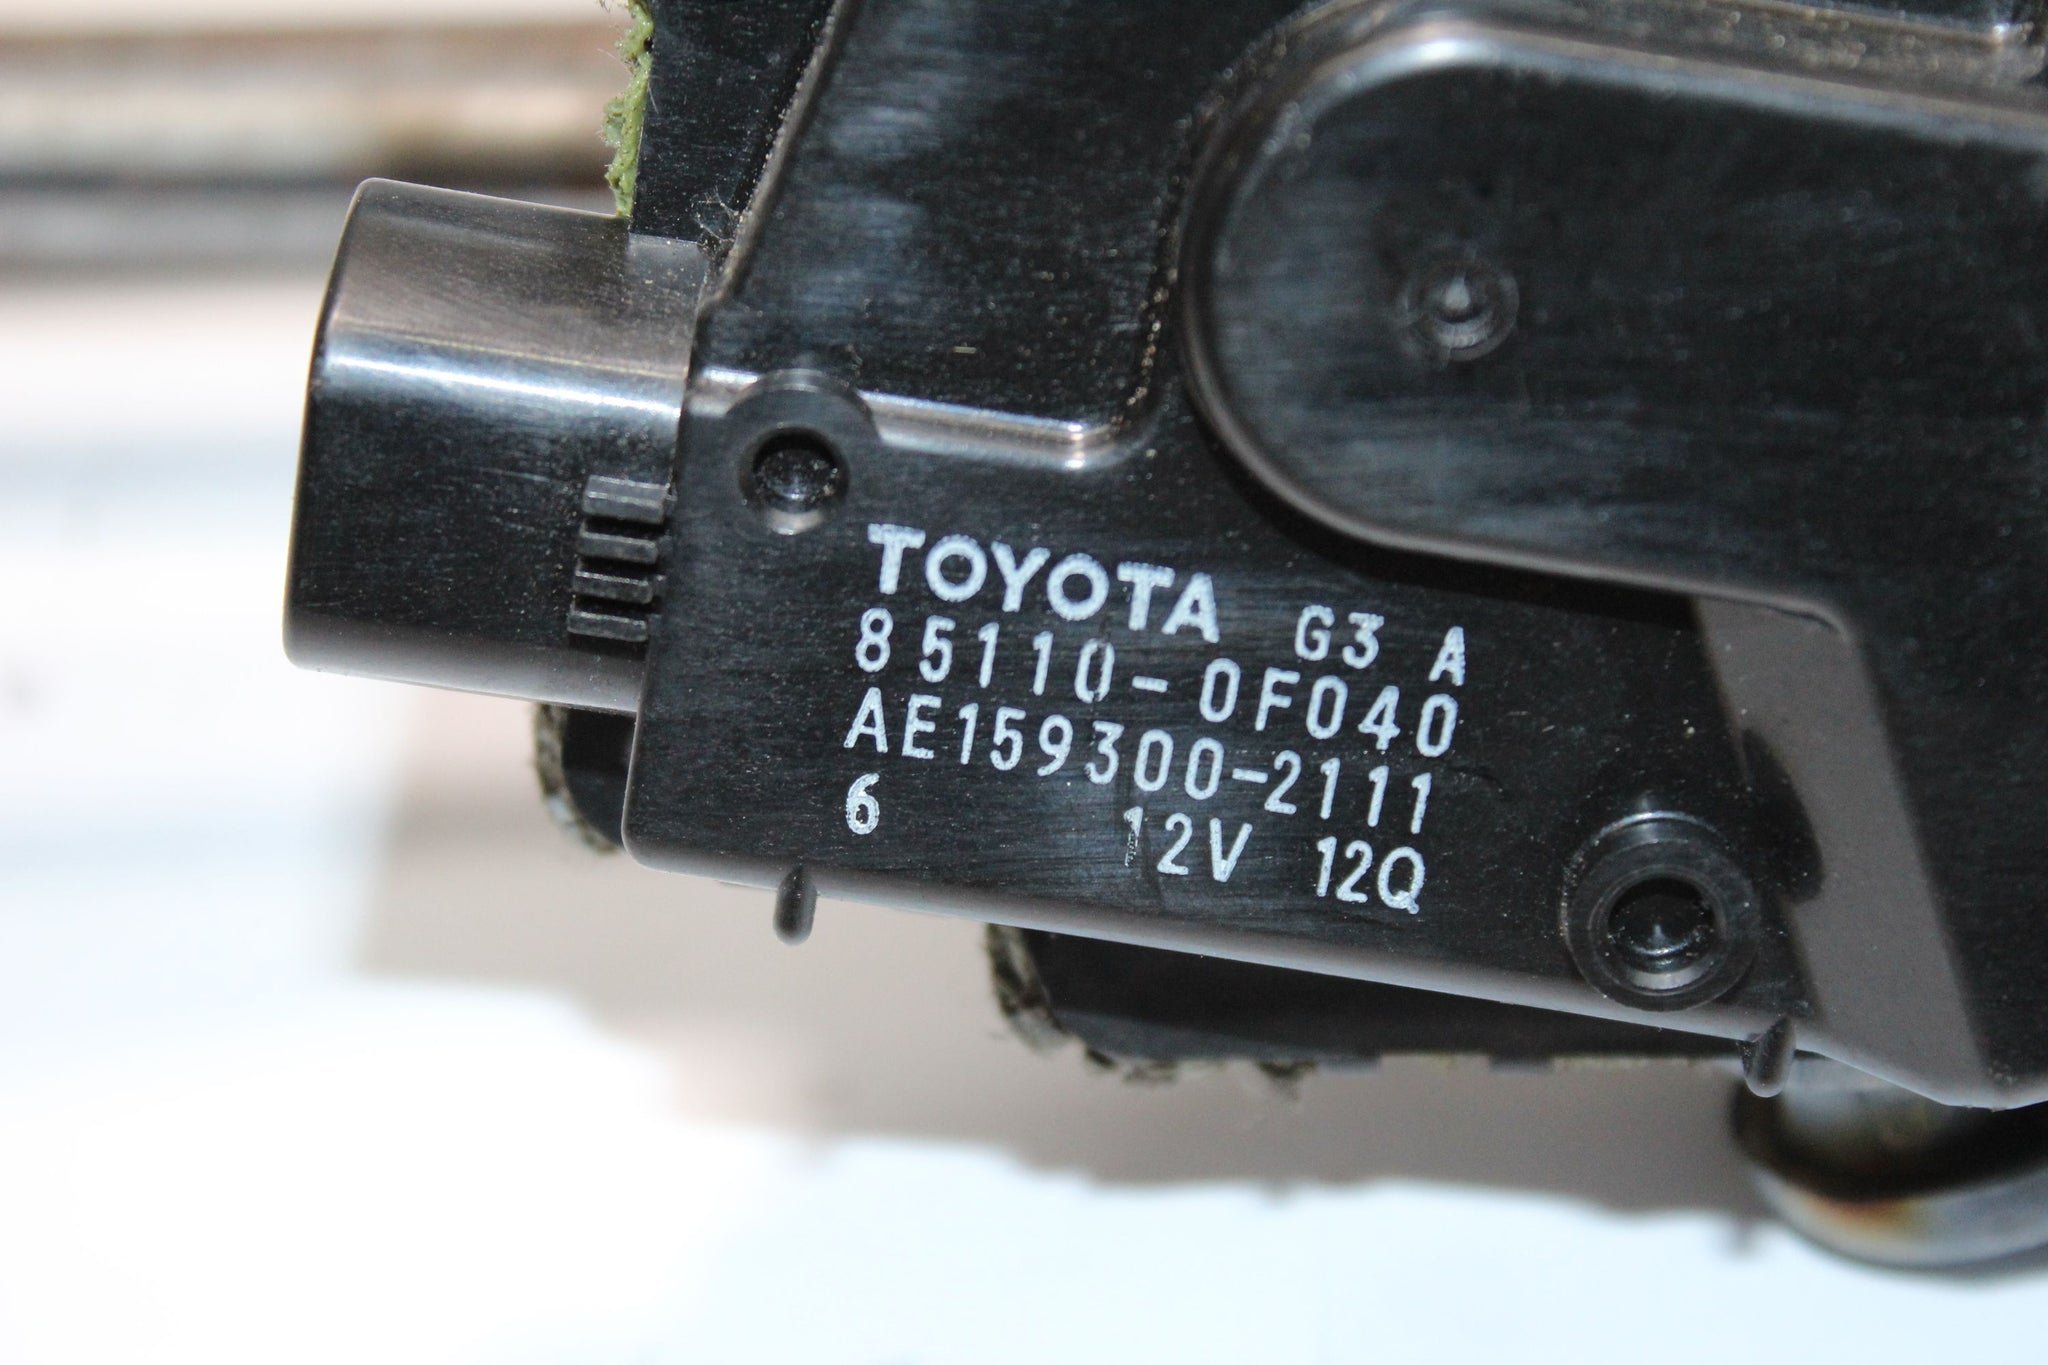 TOYOTA G3 A
85110-0F040
AE159300-2111
6 12V 12Q